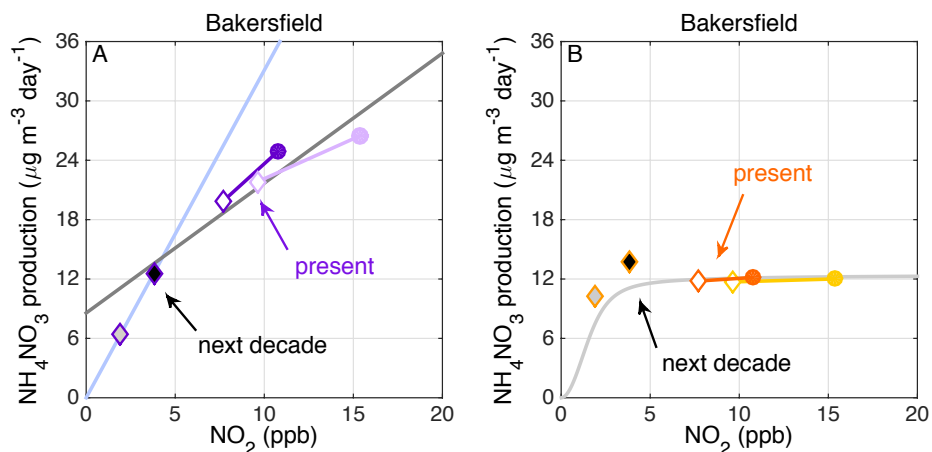 Bakersfield
A
NH4NO3 production (μg m-3 day-1)
36
30
24
18
12
6
0
present
next decade
0 5 10 15 20
NO2 (ppb)
Bakersfield
B
NH4NO3 production (μg m-3 day-1)
36
30
24
18
12
6
0
present
next decade
0 5 10 15 20
NO2 (ppb)